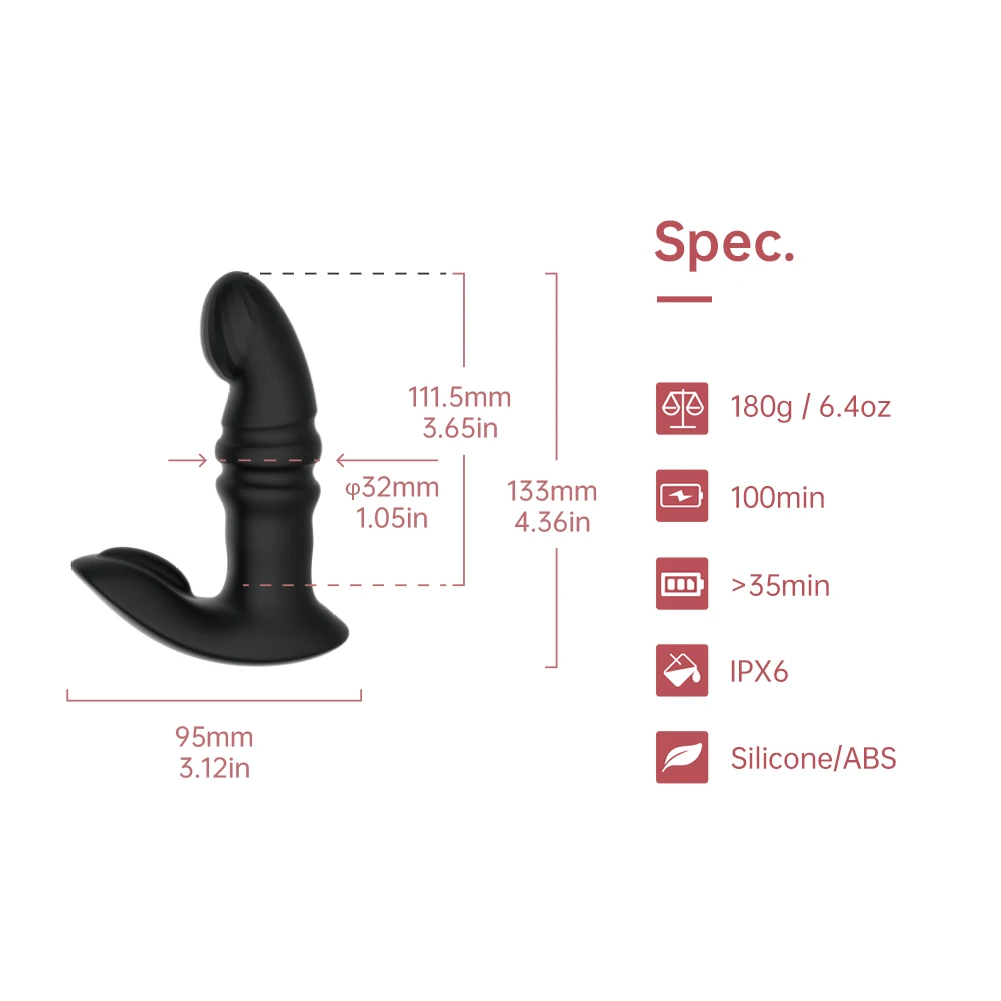 Spec.
111.5mm
3.65in
φ32mm
1.05in
133mm
4.36in
95mm
3.12in
180g / 6.4oz
100min
>35min
IPX6
Silicone/ABS